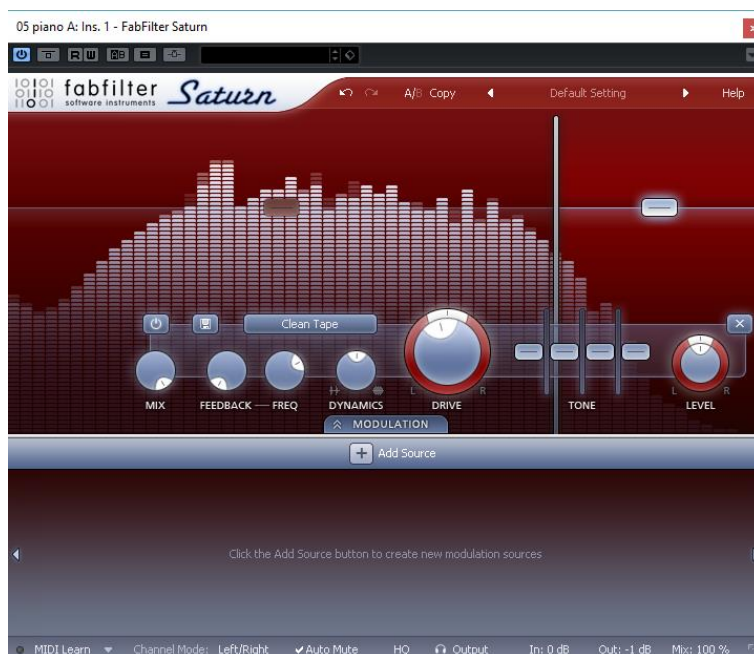 05 piano A: Ins. 1 - FabFilter Saturn
R W AB
fabfilter Saturn
software instruments
A/B Copy Default Setting Help
Clean Tape
L R L R
MIX FEEDBACK FREQ DYNAMICS DRIVE TONE LEVEL
MODULATION
+ Add Source
Click the Add Source button to create new modulation sources
MIDI Learn Channel Mode: Left/Right Auto Mute HQ Output In: 0 dB Out: -1 dB Mix: 100 %